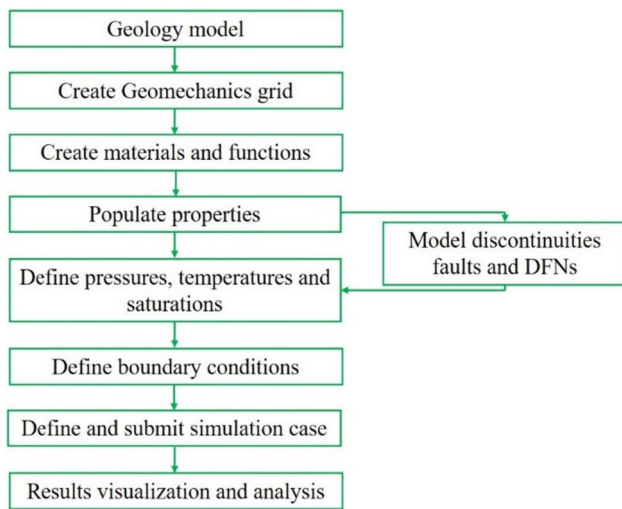 Geology model
Create Geomechanics grid
Create materials and functions
Populate properties
Model discontinuities
faults and DFNs
Define pressures, temperatures and
saturations
Define boundary conditions
Define and submit simulation case
Results visualization and analysis